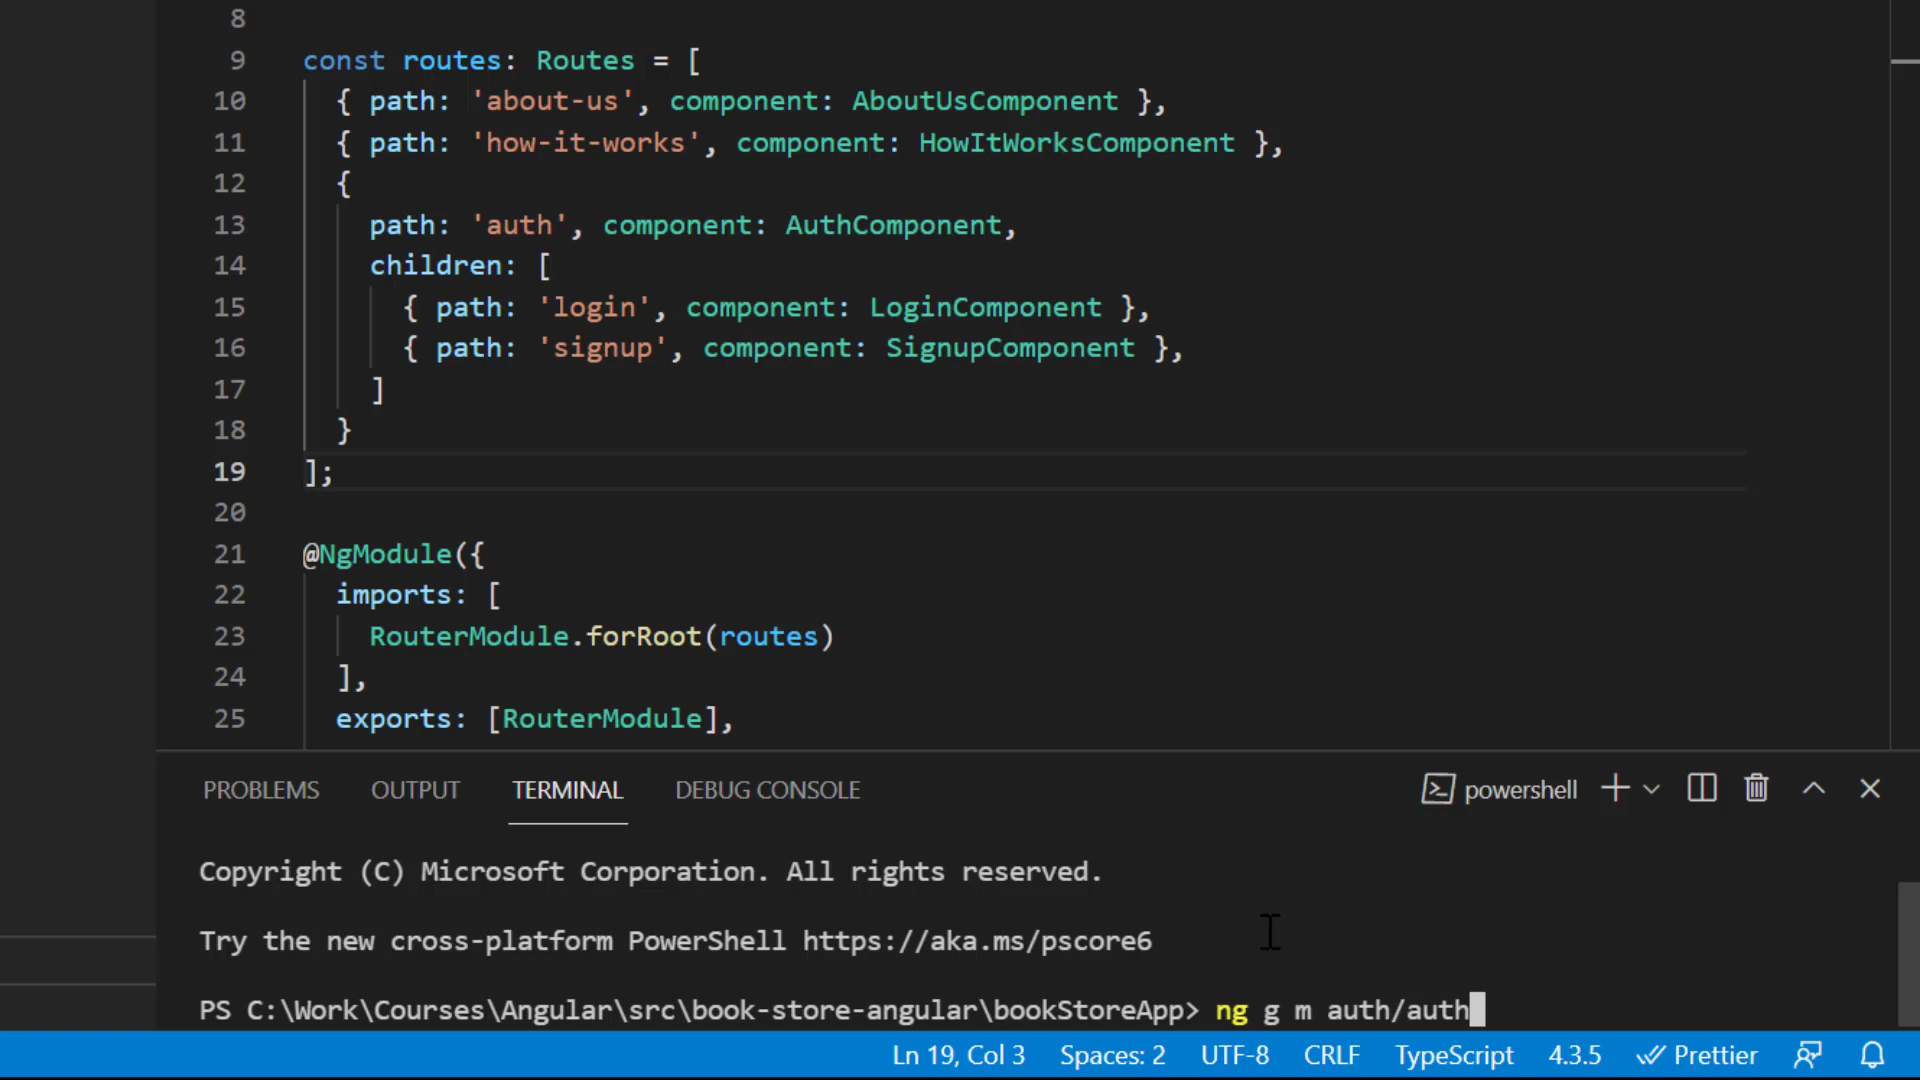 8
9 const routes: Routes = [
10 { path: 'about-us', component: AboutUsComponent },
11 { path: 'how-it-works', component: HowItWorksComponent },
12 {
13 path: 'auth', component: AuthComponent,
14 children: [
15 { path: 'login', component: LoginComponent },
16 { path: 'signup', component: SignupComponent },
17 ]
18 }
19 ];
20
21 @NgModule({
22 imports: [
23 RouterModule.forRoot(routes)
24 ],
25 exports: [RouterModule],
PROBLEMS OUTPUT TERMINAL DEBUG CONSOLE powershell
Copyright (C) Microsoft Corporation. All rights reserved.
Try the new cross-platform PowerShell https://aka.ms/pscore6
PS C:\Work\Courses\Angular\src\book-store-angular\bookStoreApp> ng g m auth/auth
Ln 19, Col 3 Spaces: 2 UTF-8 CRLF TypeScript 4.3.5 Prettier